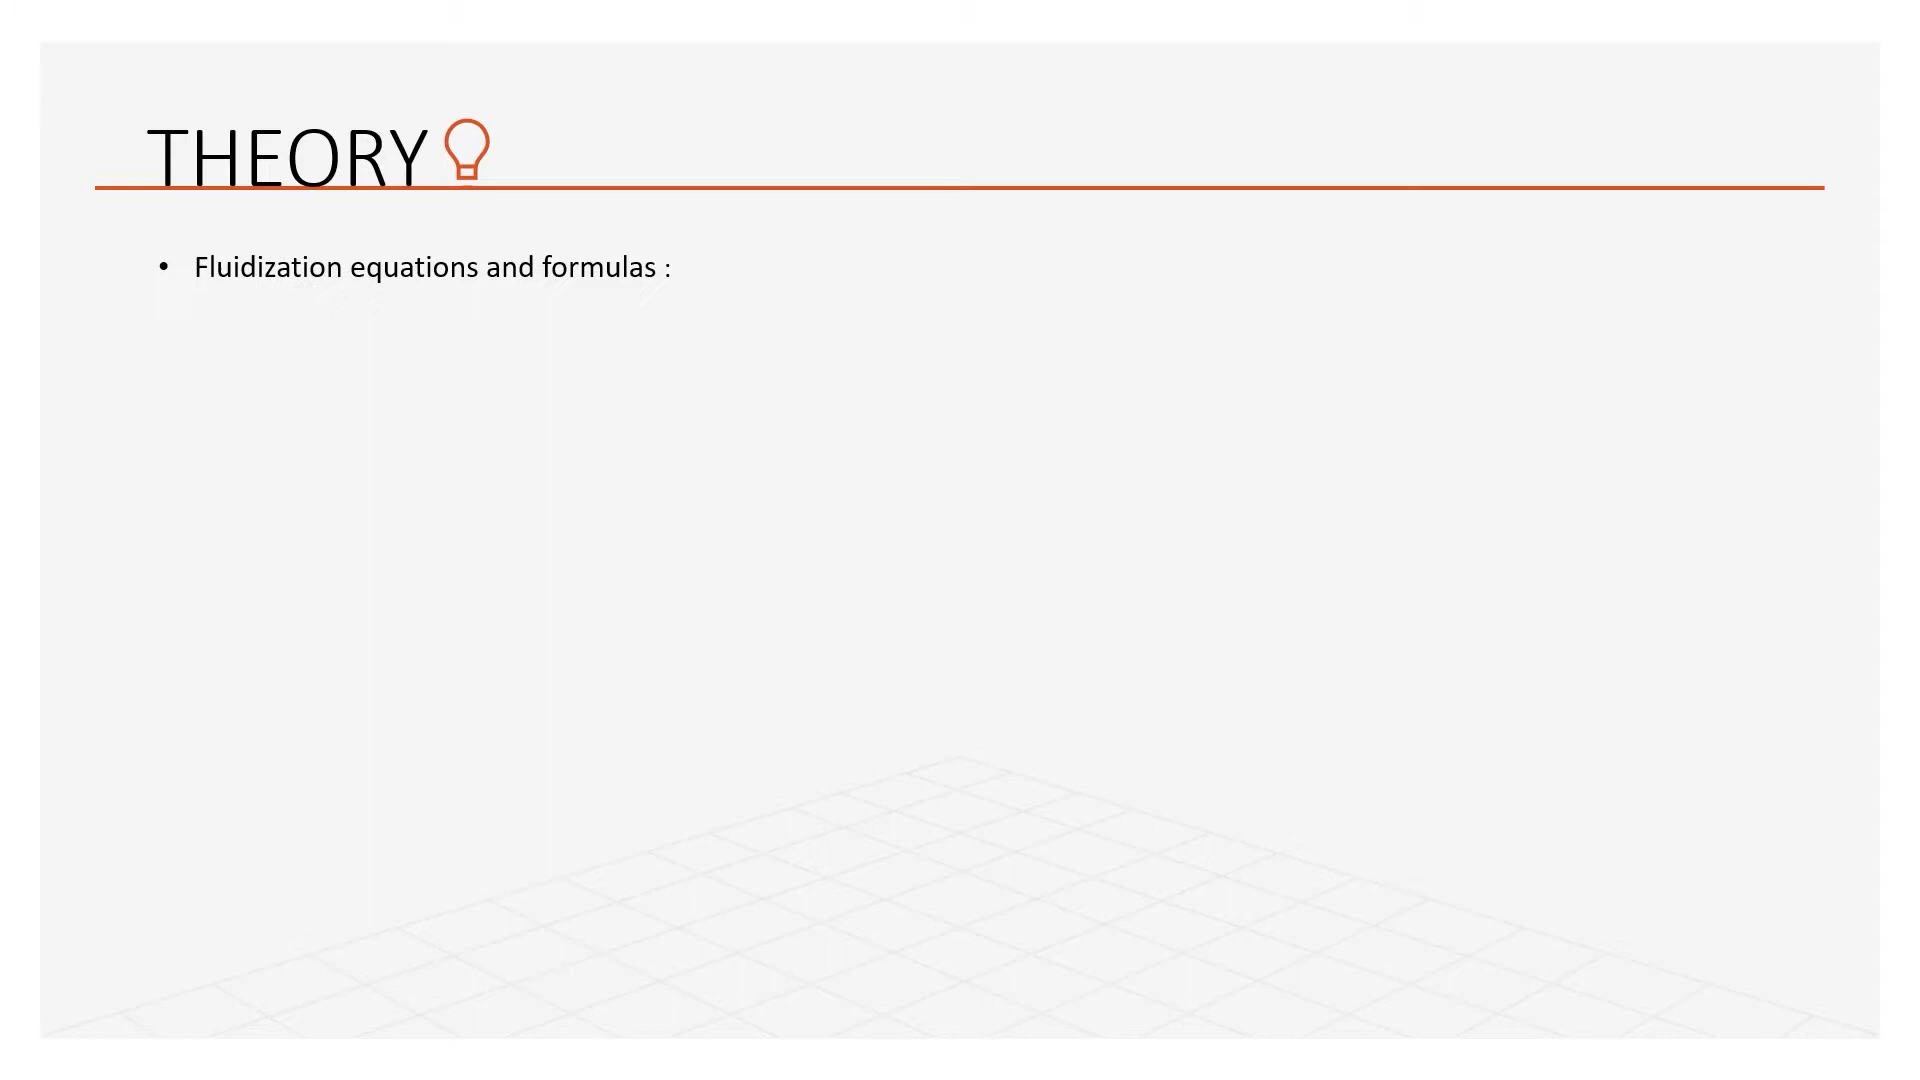 THEORY
• Fluidization equations and formulas :